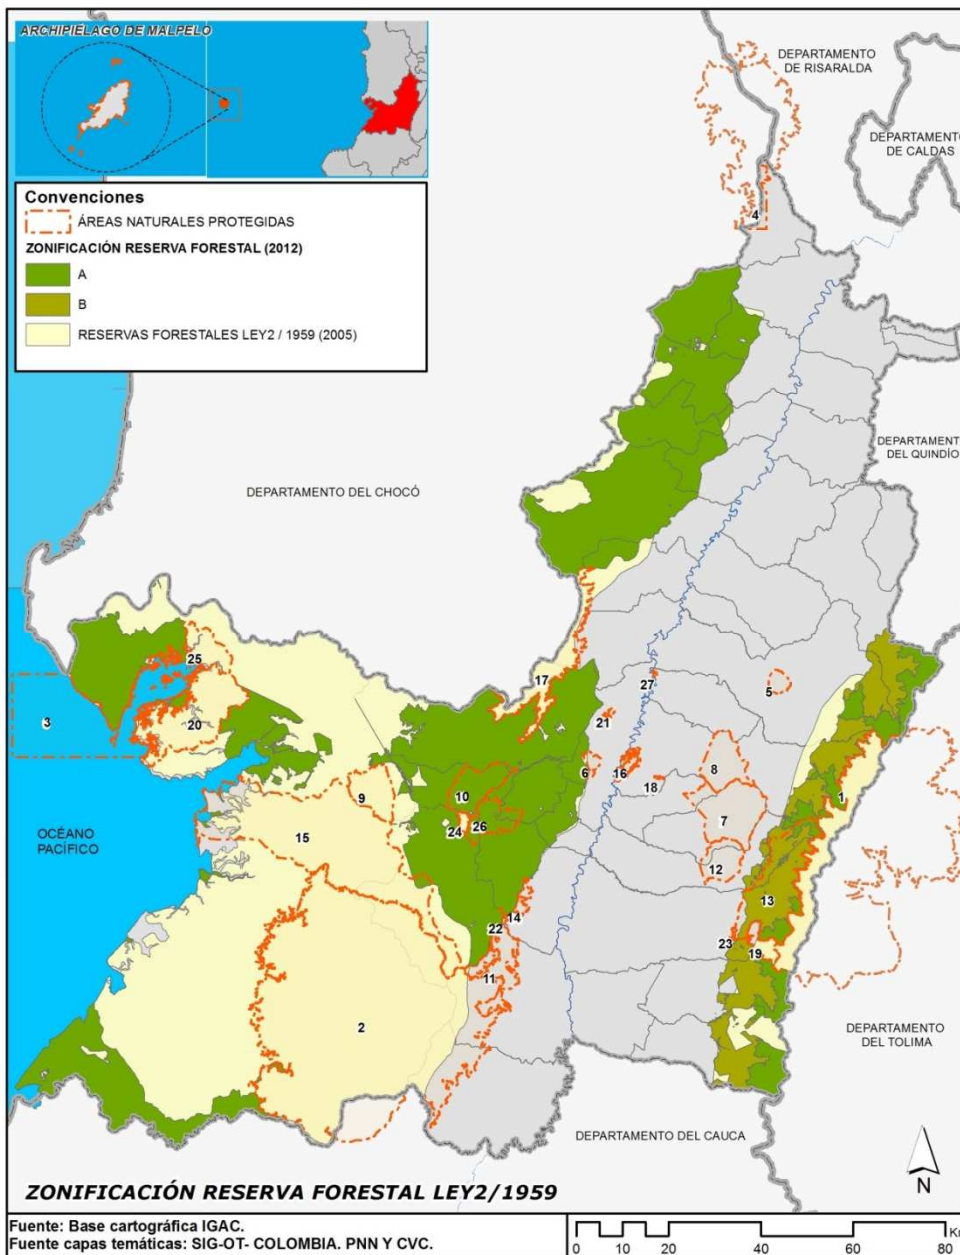 ARCHIPIÉLAGO DE MALPELO
DEPARTAMENTO
DE RISARALDA
DEPARTAMENTO
DE CALDAS
Convenciones
ÁREAS NATURALES PROTEGIDAS
ZONIFICACIÓN RESERVA FORESTAL (2012)
A
B
RESERVAS FORESTALES LEY2 / 1959 (2005)
4
DEPARTAMENTO
DEL QUINDÍO
DEPARTAMENTO DEL CHOCÓ
25
17
27
5
3
20
21
6
16
8
18
1
9
10
7
OCÉANO
PACÍFICO
15
24
26
12
13
14
22
23
19
11
2
DEPARTAMENTO
DEL TOLIMA
DEPARTAMENTO DEL CAUCA
N
ZONIFICACIÓN RESERVA FORESTAL LEY2/1959
Fuente: Base cartográfica IGAC.
Fuente capas temáticas: SIG-OT- COLOMBIA. PNN Y CVC.
Km
0 10 20 40 60 80